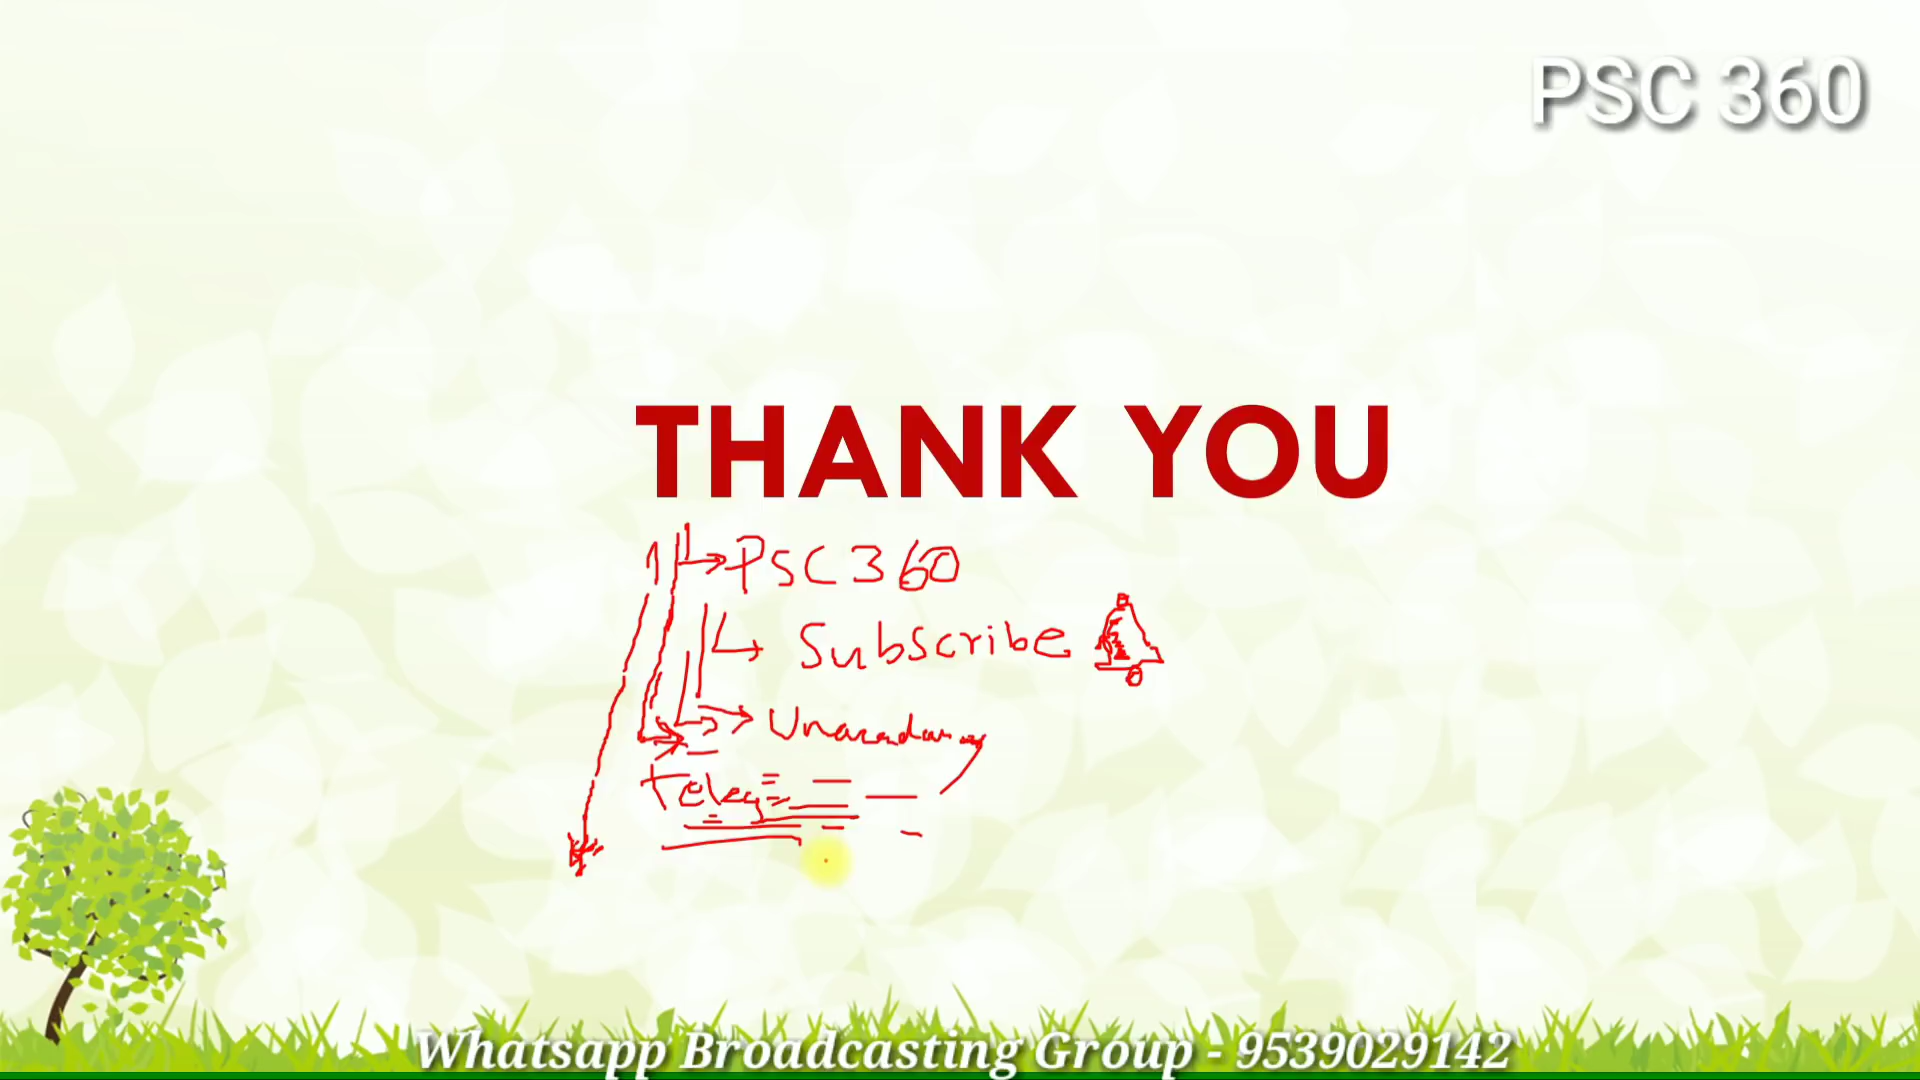 PSC 360
THANK YOU
PSC 360
Subscribe
Whatsapp Broadcasting Group - 9539029142